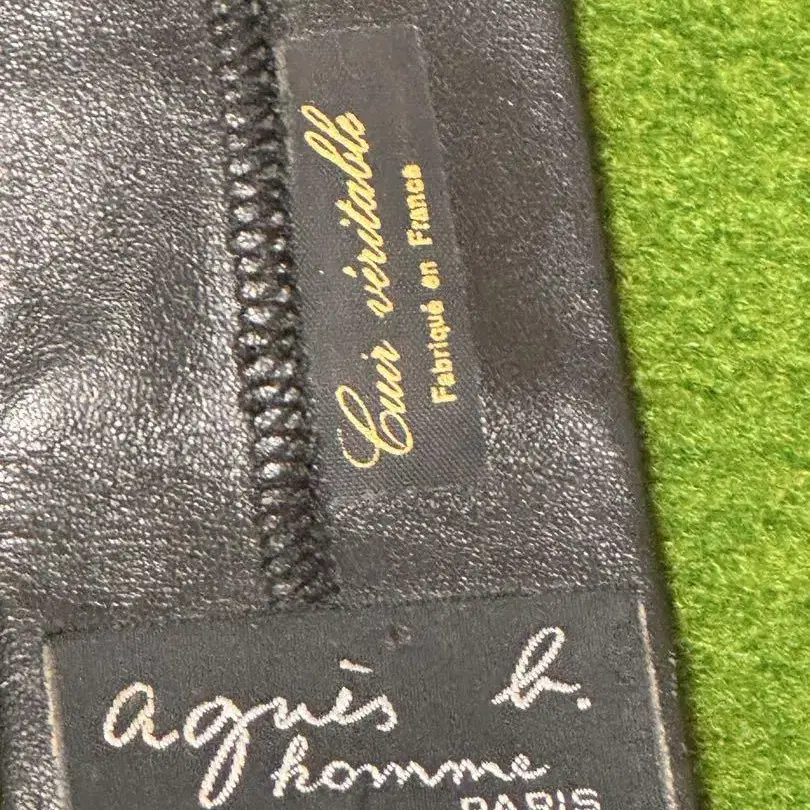 Cuir véritable
Fabriqué en France
agnès b.
homme
PARIS